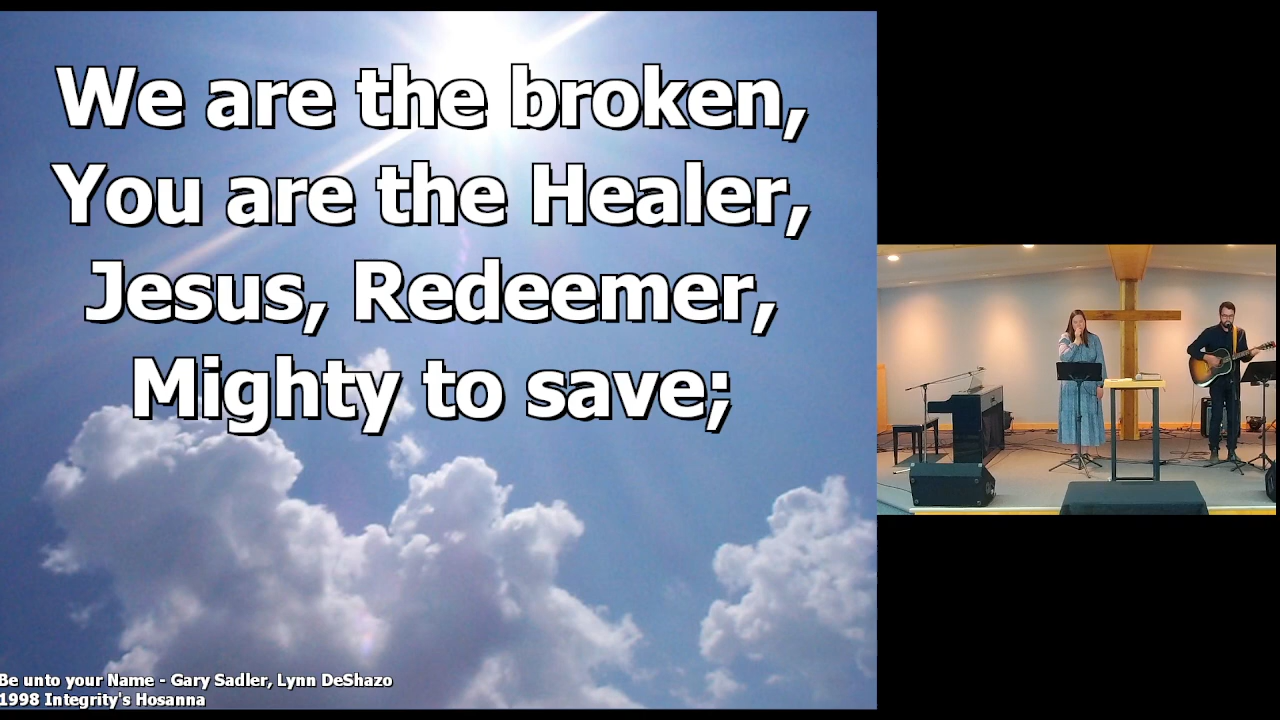 We are the broken,
You are the Healer,
Jesus, Redeemer,
Mighty to save;
Be unto your Name - Gary Sadler, Lynn DeShazo
1998 Integrity's Hosanna